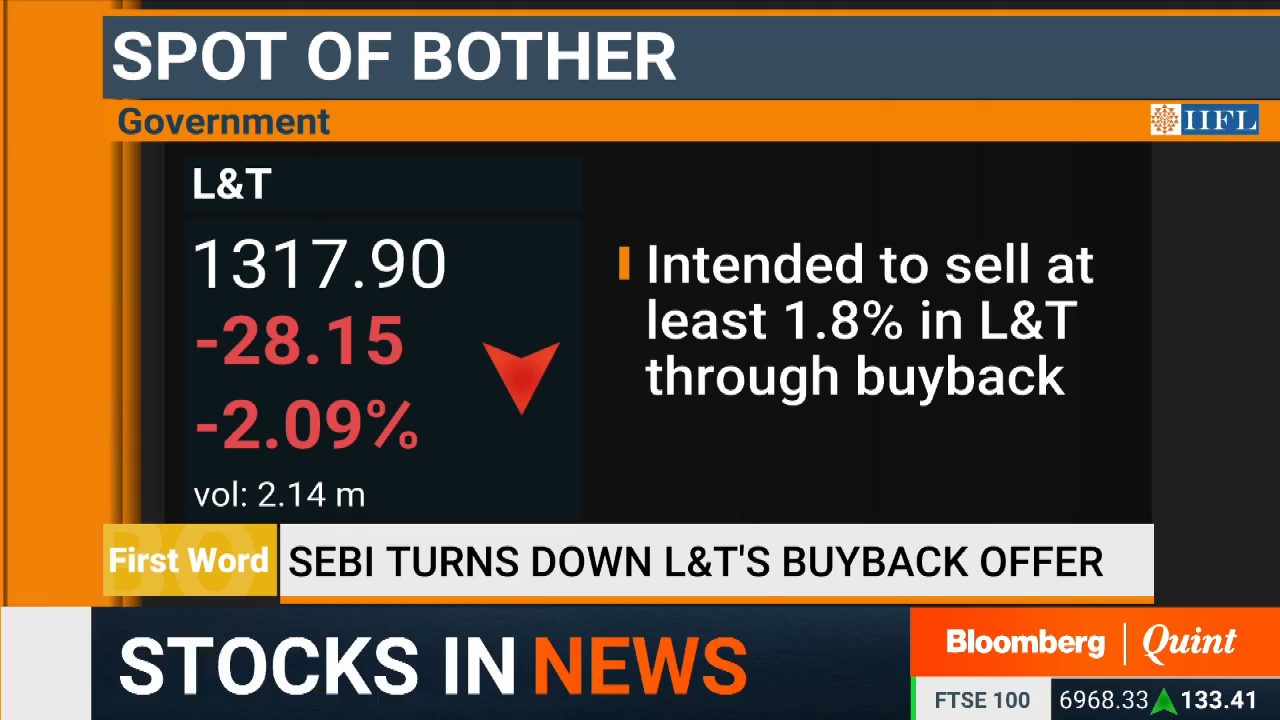 SPOT OF BOTHER
Government
IIFL
L&T
1317.90
-28.15
-2.09%
vol: 2.14 m
Intended to sell at
least 1.8% in L&T
through buyback
First Word
SEBI TURNS DOWN L&T'S BUYBACK OFFER
STOCKS IN NEWS
Bloomberg | Quint
FTSE 100 6968.33 133.41